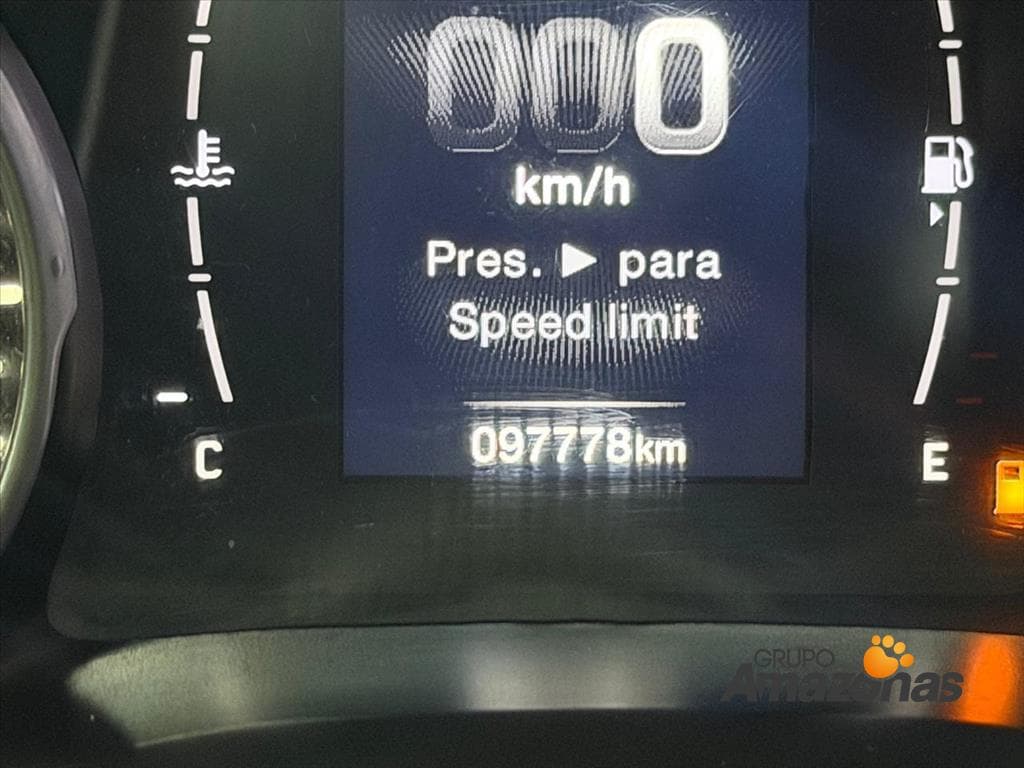 000
km/h
Pres. ▶ para
Speed limit
097778km
C
E
GRUPO
Amazonas